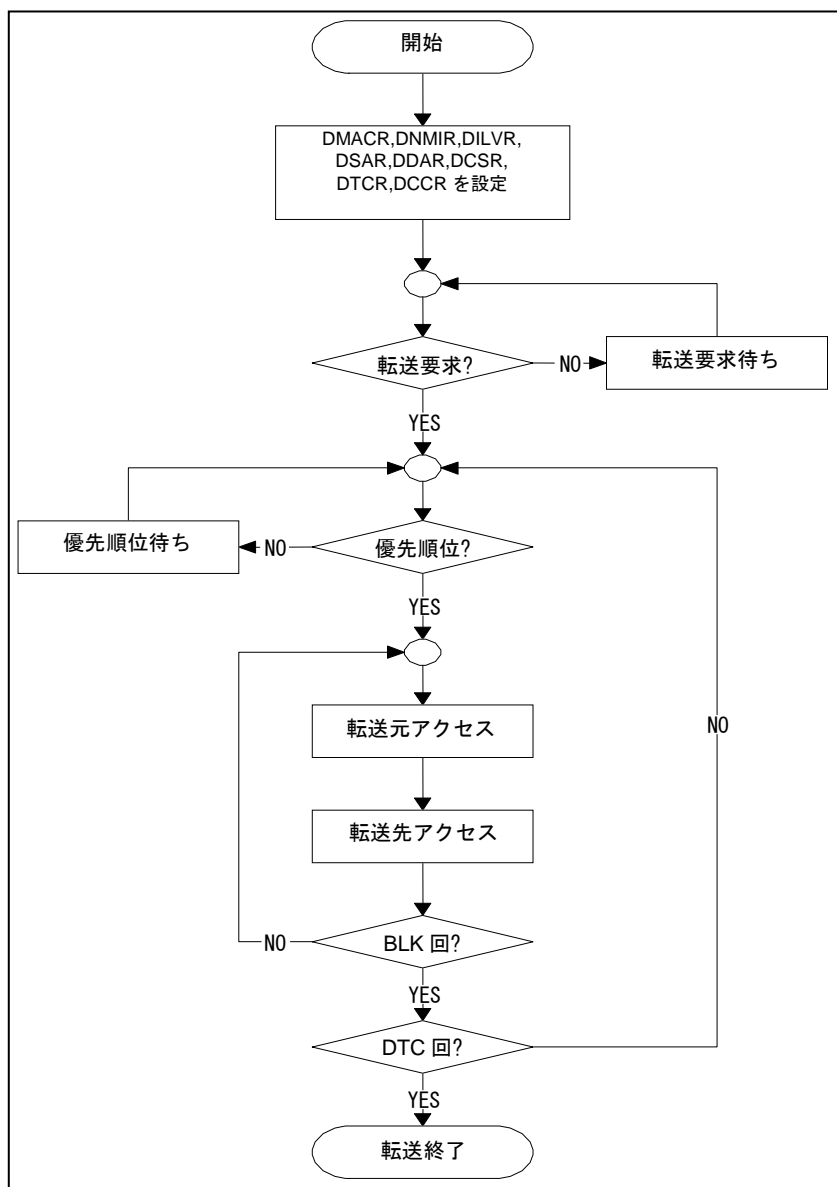 開始
DMACR,DNMIR,DILVR,
DSAR,DDAR,DCSR,
DTCR,DCCR を設定
転送要求?
NO
転送要求待ち
YES
優先順位待ち
NO
優先順位?
YES
転送元アクセス
NO
転送先アクセス
NO
BLK 回?
YES
DTC 回?
YES
転送終了